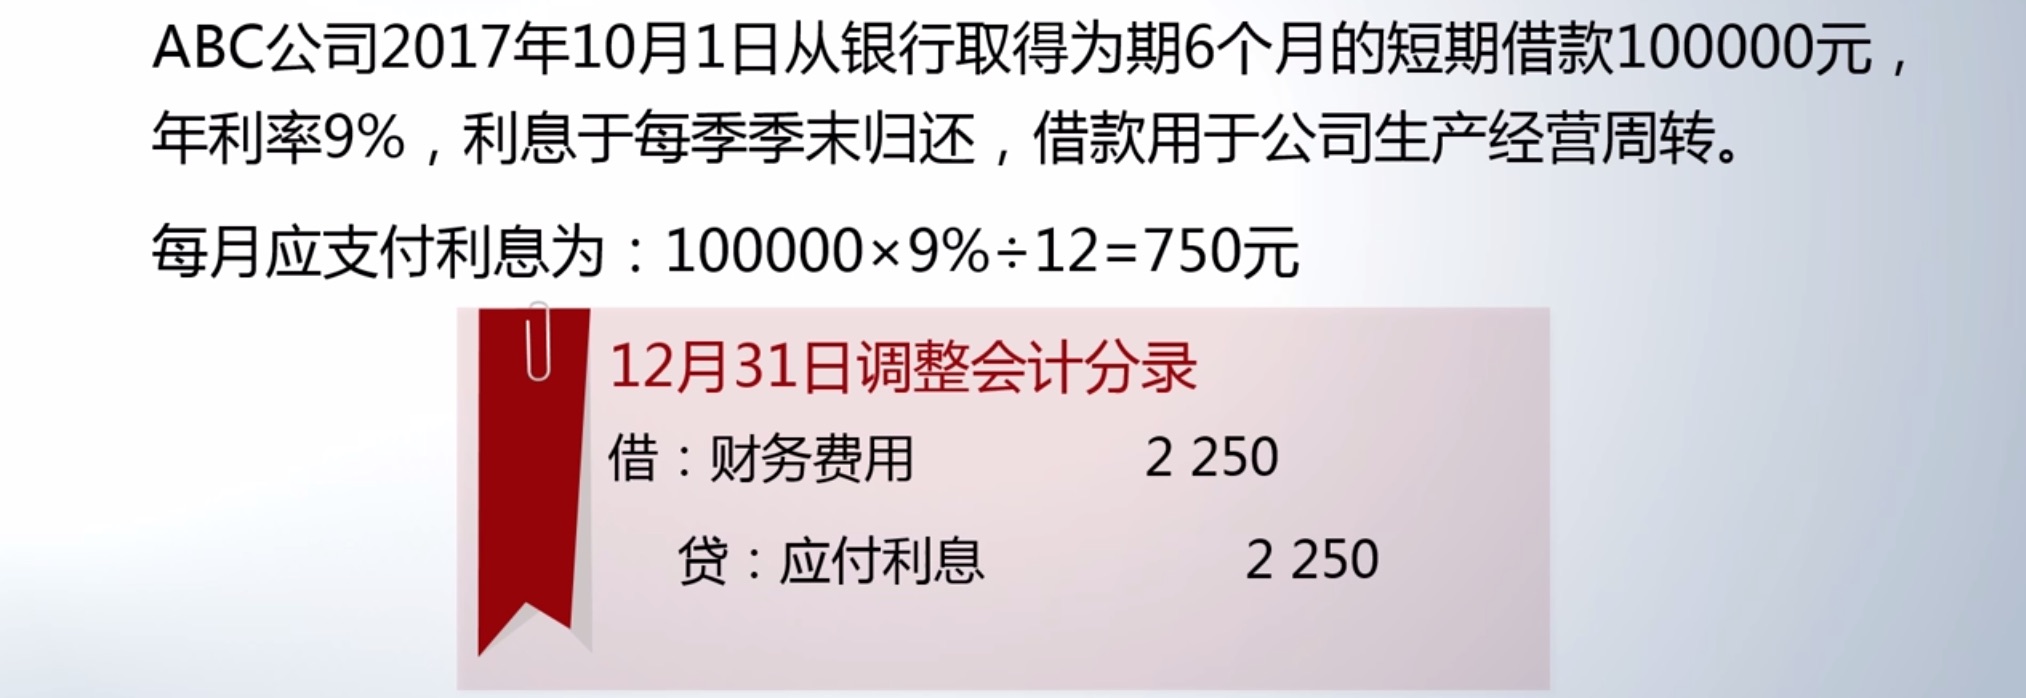 ABC公司2017年10月1日从银行取得为期6个月的短期借款100000元，
年利率9%，利息于每季季末归还，借款用于公司生产经营周转。
每月应支付利息为：100000×9%÷12=750元
12月31日调整会计分录
借：财务费用 2 250
贷：应付利息 2 250